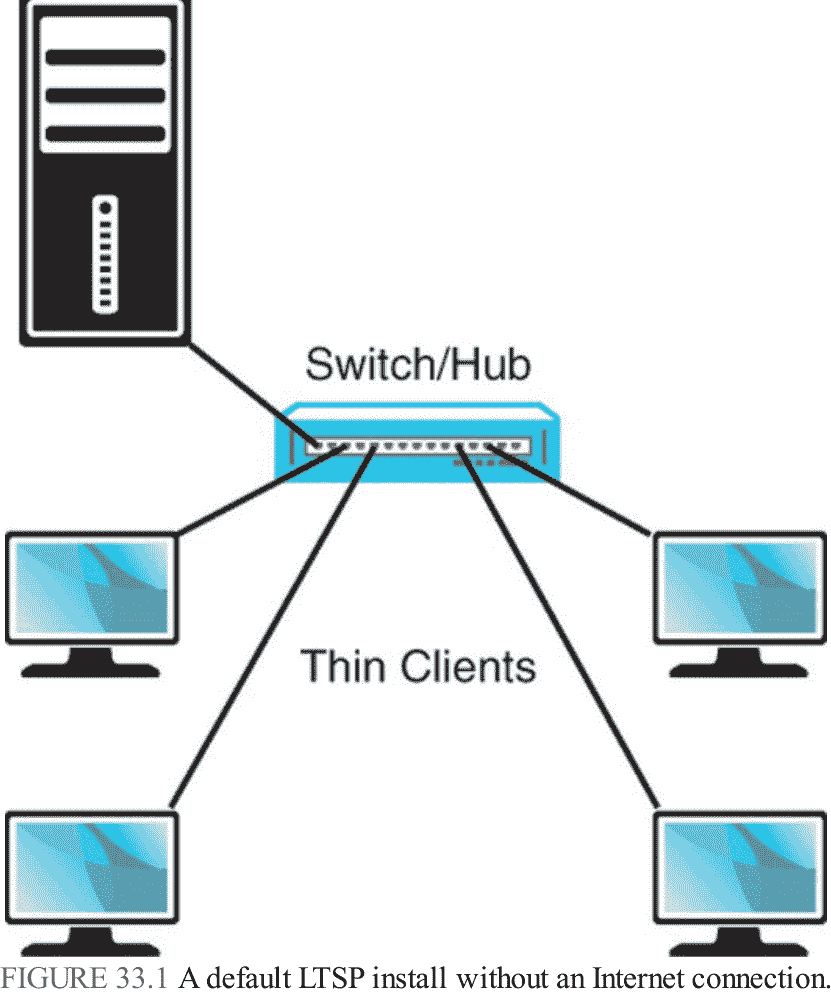 Switch/Hub
Thin Clients
FIGURE 33.1 A default LTSP install without an Internet connection.